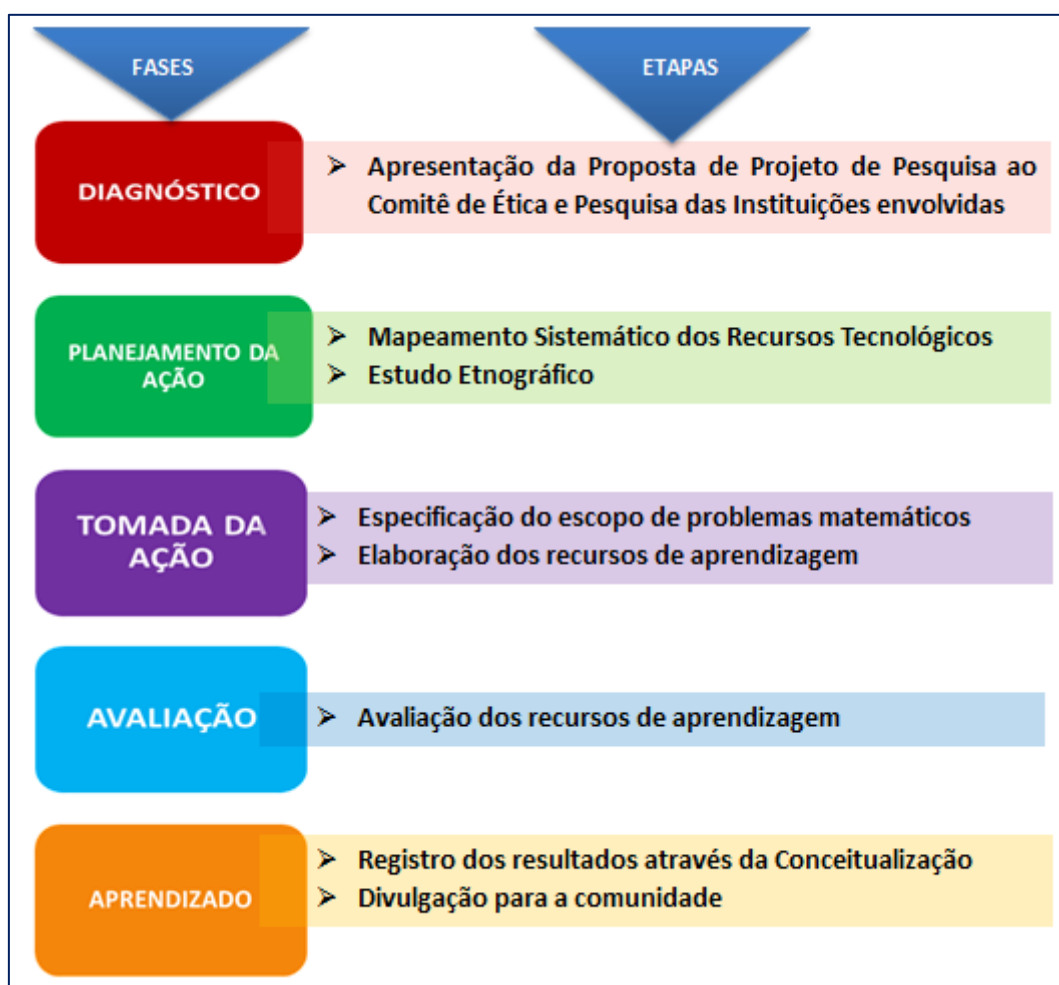 FASES
ETAPAS
DIAGNÓSTICO
➢ Apresentação da Proposta de Projeto de Pesquisa ao
Comitê de Ética e Pesquisa das Instituições envolvidas
PLANEJAMENTO DA
AÇÃO
➢ Mapeamento Sistemático dos Recursos Tecnológicos
➢ Estudo Etnográfico
TOMADA DA
AÇÃO
➢ Especificação do escopo de problemas matemáticos
➢ Elaboração dos recursos de aprendizagem
AVALIAÇÃO
➢ Avaliação dos recursos de aprendizagem
APRENDIZADO
➢ Registro dos resultados através da Conceitualização
➢ Divulgação para a comunidade